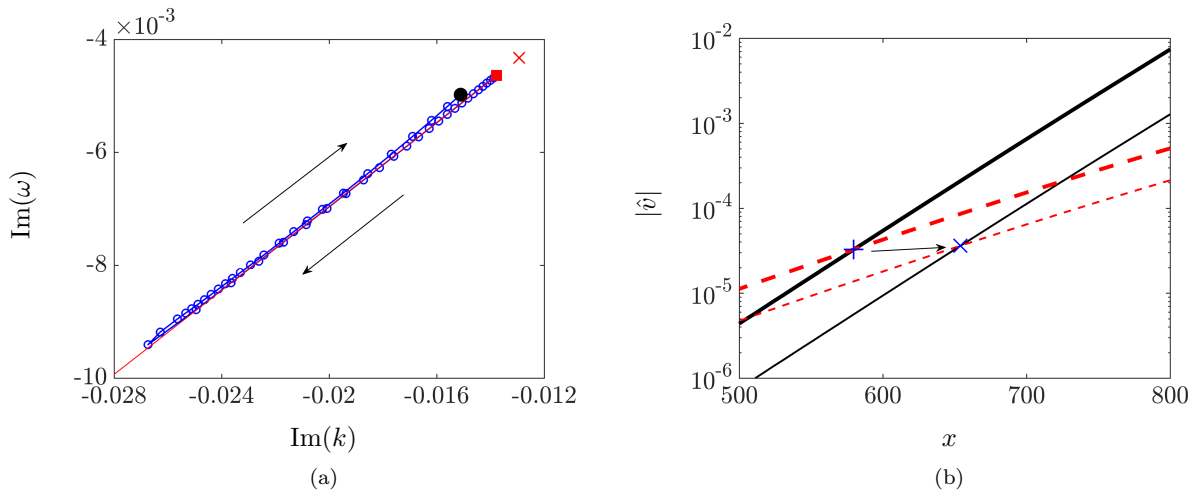 ×10⁻³
-4
-6
-8
-10
-0.028 -0.024 -0.02 -0.016 -0.012
Im(ω)
Im(k)
(a)
10⁻²
10⁻³
10⁻⁴
10⁻⁵
10⁻⁶
500 600 700 800
|v̂|
x
(b)